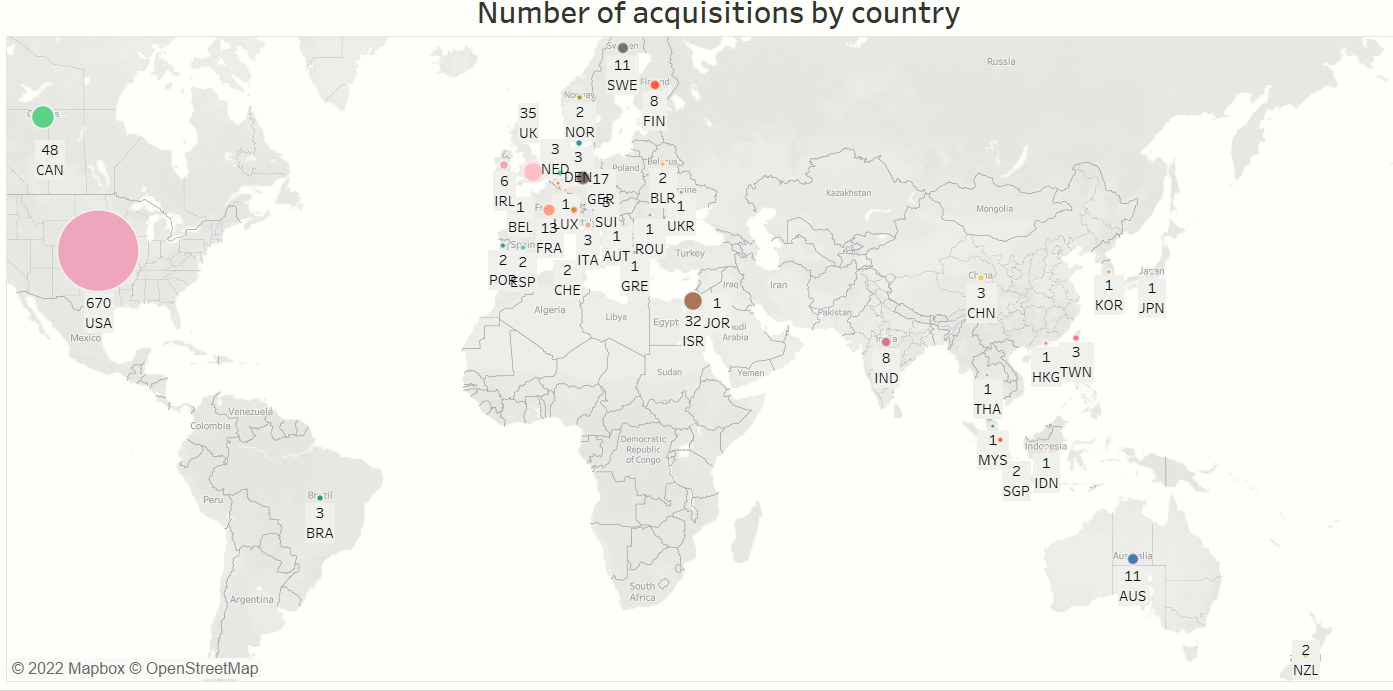 Number of acquisitions by country
Russia
11
SWE
8
FIN
2
NOR
35
UK
48
CAN
3
NED
3
DEN
17
GER
Poland
2
BLR
6
IRL
1
BEL
13
FRA
1
LUX
5
SUI
1
UKR
1
ROU
3
ITA
1
AUT
2
POR
2
ESP
2
CHE
1
GRE
Kazakhstan
Mongolia
Turkey
Iraq
Iran
Pakistan
670
USA
Mexico
Algeria
Libya
Egypt
32
ISR
1
JOR
Arabia
Yemen
Sudan
3
CHN
1
KOR
Japan
1
JPN
8
IND
1
HKG
3
TWN
1
THA
1
MYS
2
SGP
Indonesia
1
IDN
Venezuela
Colombia
Democratic
Republic
of Congo
Peru
Brazil
3
BRA
Argentina
South
Africa
11
AUS
2
NZL
© 2022 Mapbox © OpenStreetMap